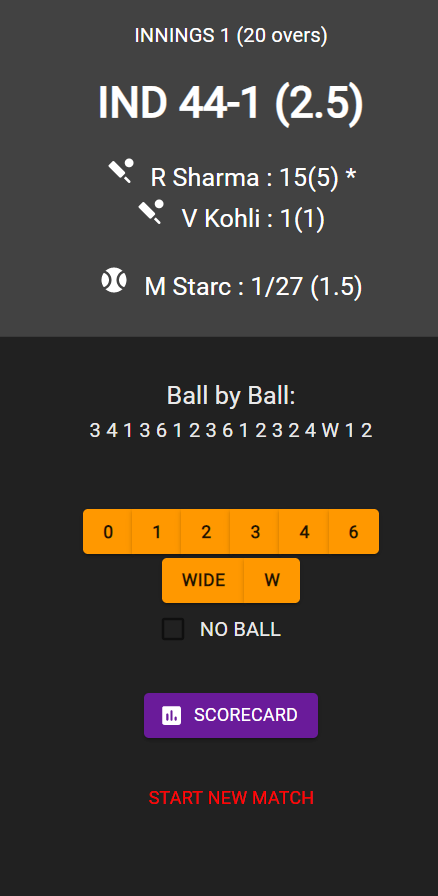 INNINGS 1 (20 overs)
IND 44-1 (2.5)
R Sharma : 15(5) *
V Kohli : 1(1)
M Starc : 1/27 (1.5)
Ball by Ball:
3 4 1 3 6 1 2 3 6 1 2 3 2 4 W 1 2
0 1 2 3 4 6
WIDE W
NO BALL
SCORECARD
START NEW MATCH